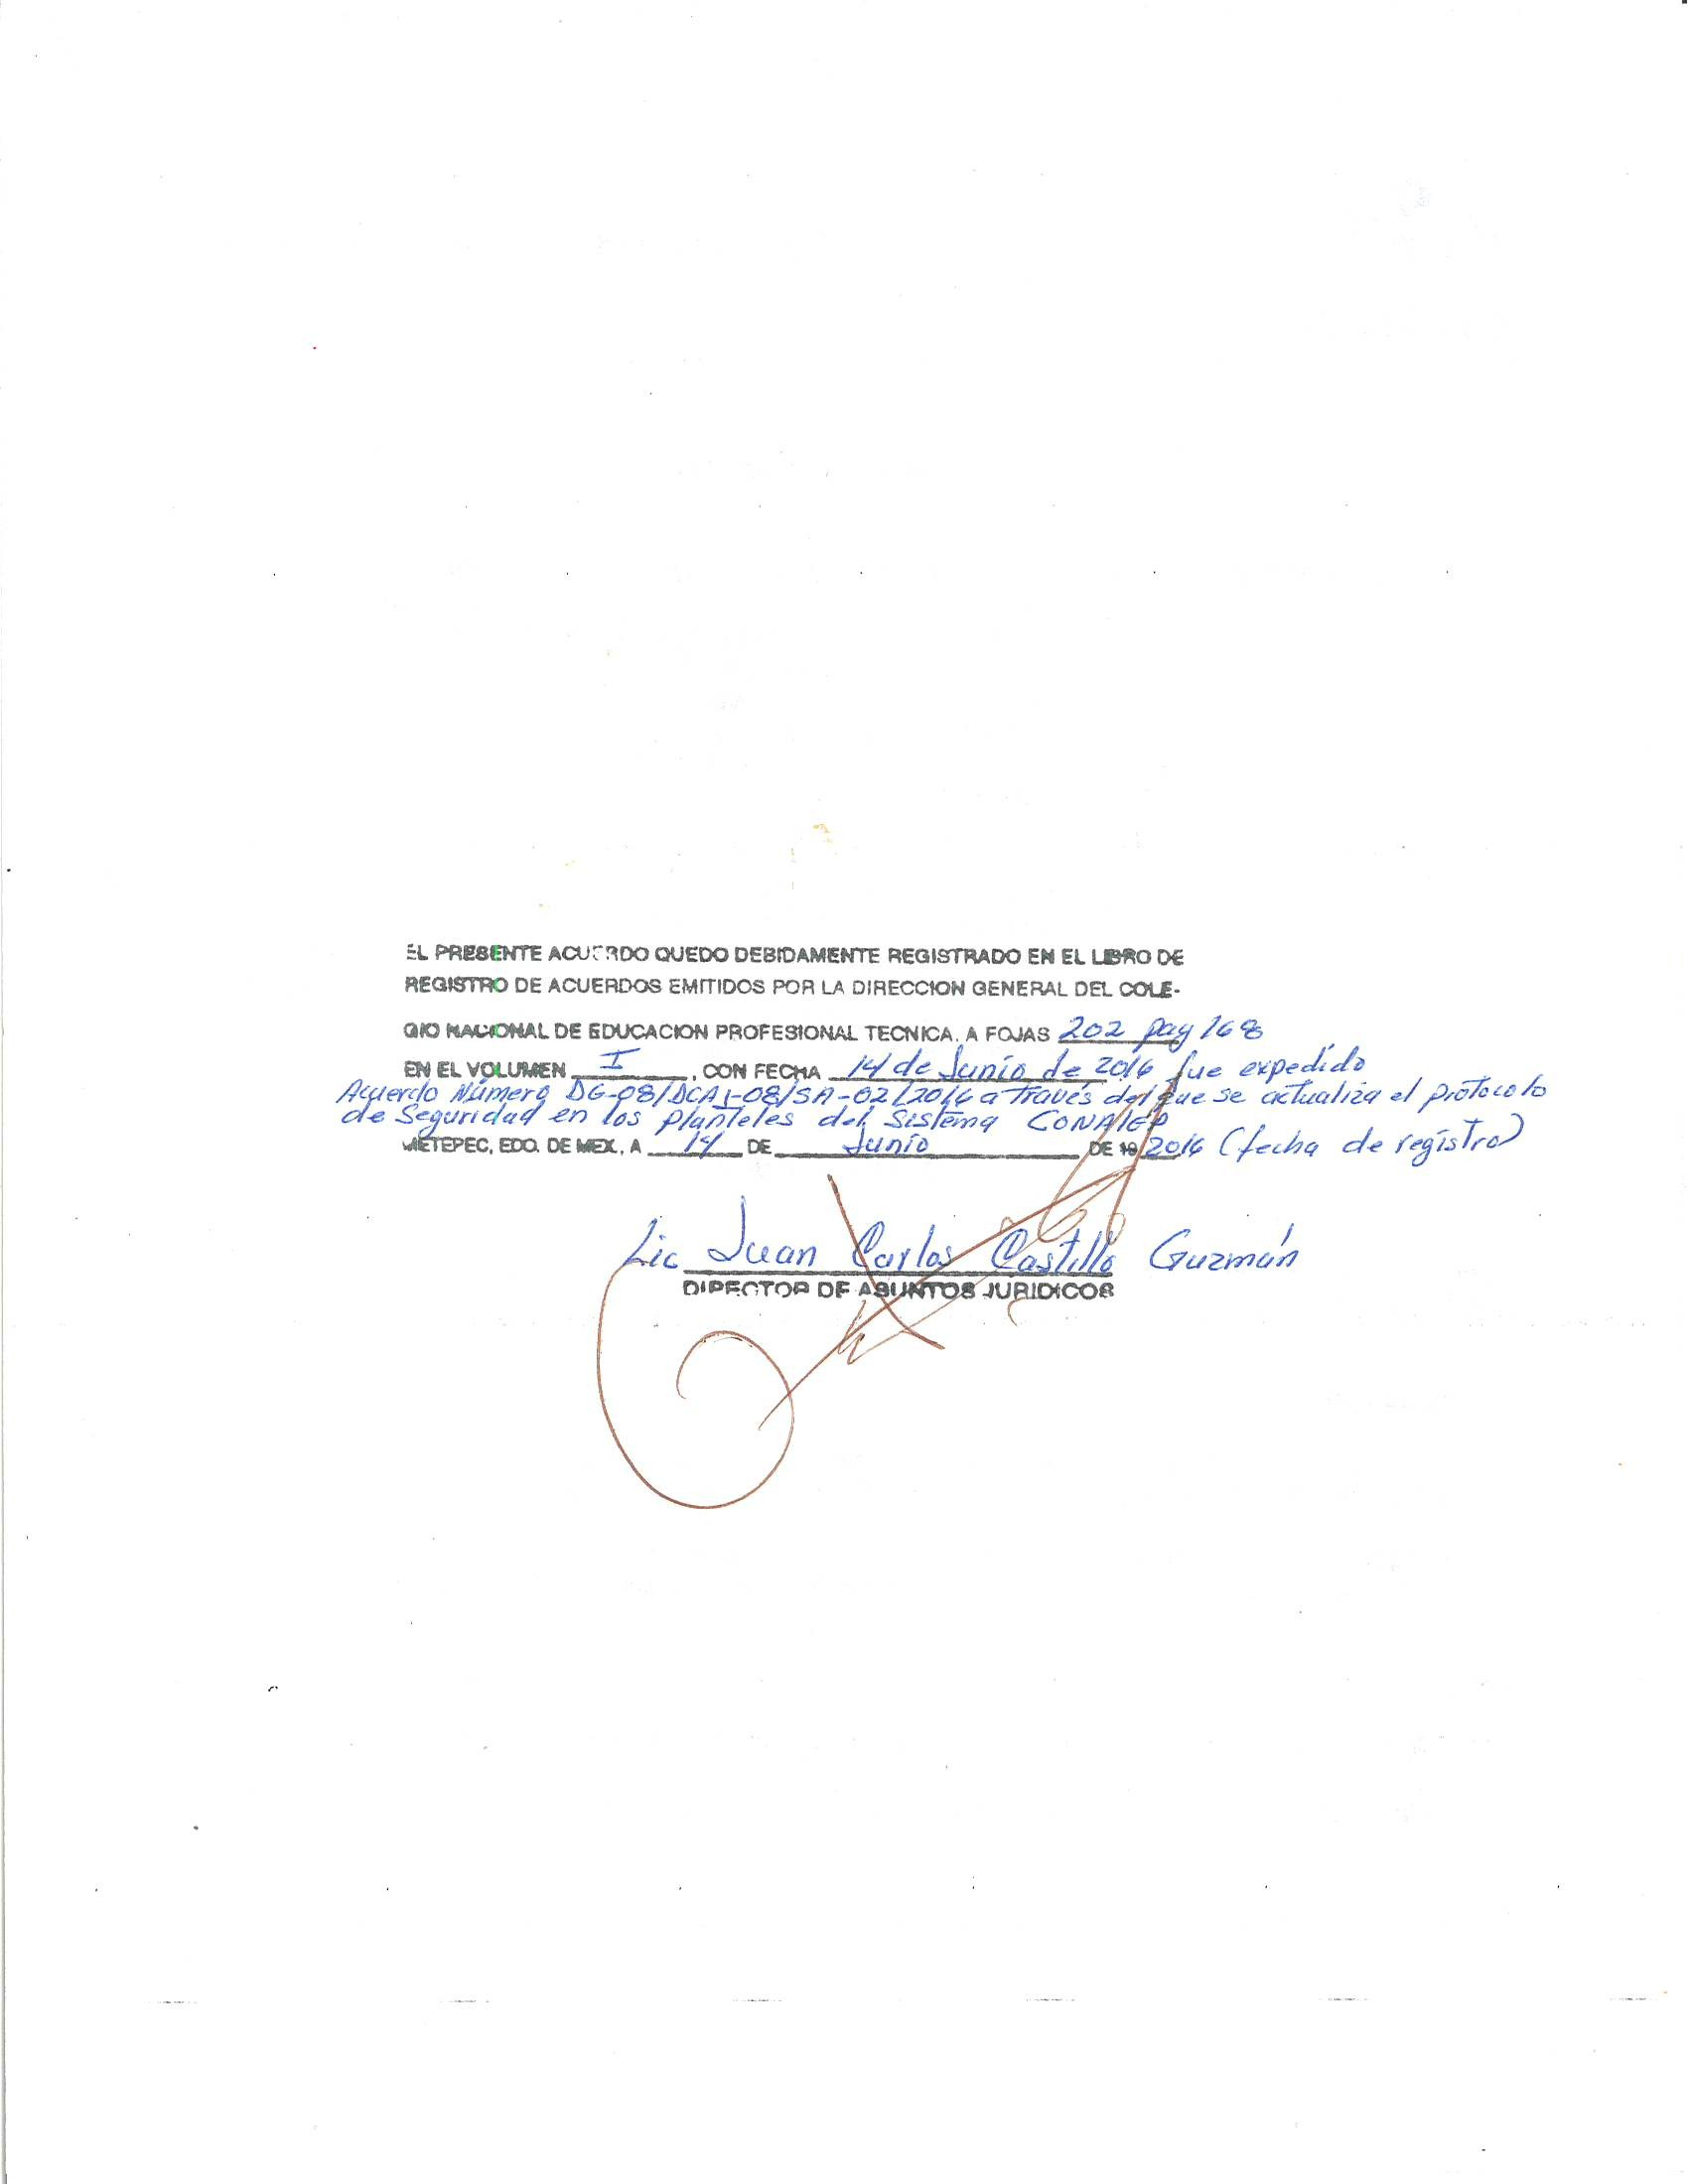 EL PRESENTE ACUERDO QUEDO DEBIDAMENTE REGISTRADO EN EL LIBRO DE
REGISTRO DE ACUERDOS EMITIDOS POR LA DIRECCION GENERAL DEL COLE-
GIO NACIONAL DE EDUCACION PROFESIONAL TECNICA. A FOJAS 202 pag 168
EN EL VOLUMEN I, CON FECHA 14 de Junio de 2016 fue expedido
Acuerdo Número DG-08/DCAJ-08/SA-02/2016 a través del que se actualiza el protocolo
de Seguridad en los planteles del Sistema CONALEP
METEPEC, EDO. DE MEX., A 14 DE Junio DE 19 2016 (fecha de registro)
Lic Juan Carlos Castillo Guzmán
DIRECTOR DE ASUNTOS JURIDICOS